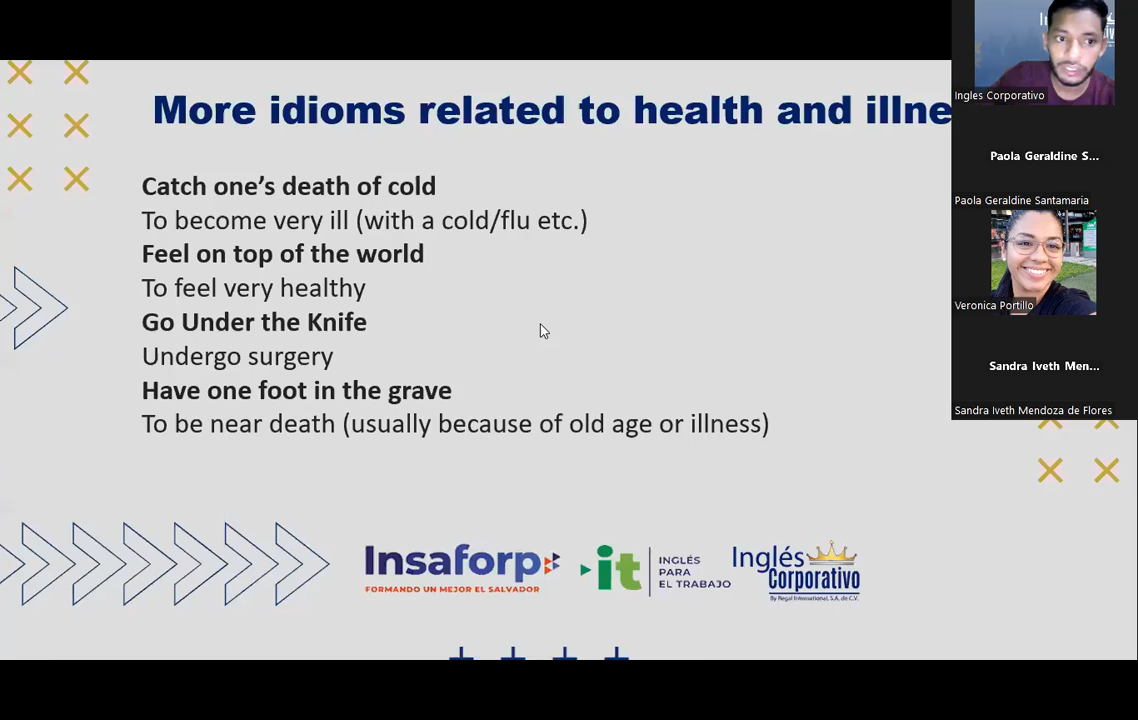 More idioms related to health and illne
Catch one’s death of cold
To become very ill (with a cold/flu etc.)
Feel on top of the world
To feel very healthy
Go Under the Knife
Undergo surgery
Have one foot in the grave
To be near death (usually because of old age or illness)
Insaforp
FORMANDO UN MEJOR EL SALVADOR
it
INGLÉS
PARA
EL TRABAJO
Inglés
Corporativo
By Regal International, S.A. de C.V.
Ingles Corporativo
Paola Geraldine S...
Paola Geraldine Santamaria
Veronica Portillo
Sandra Iveth Men...
Sandra Iveth Mendoza de Flores